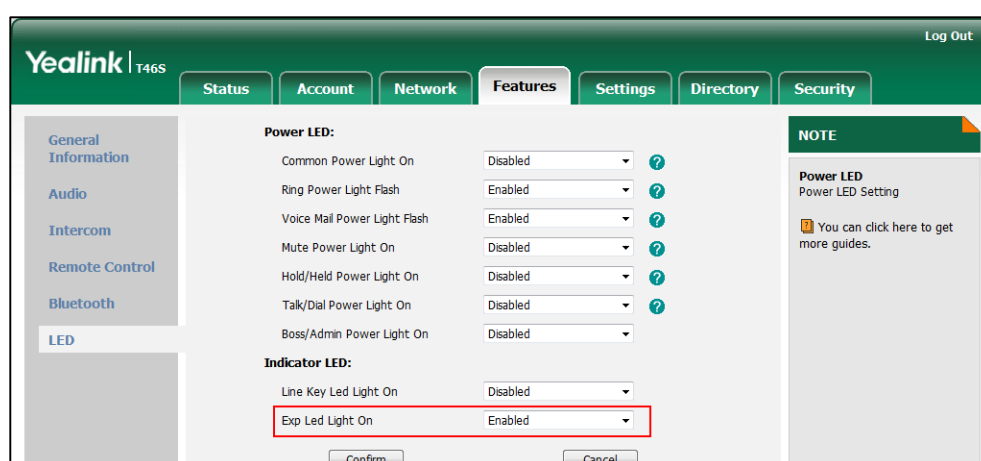 Log Out
Yealink | T46S
Status Account Network Features Settings Directory Security
General
Information
Audio
Intercom
Remote Control
Bluetooth
LED
Power LED:
Common Power Light On Disabled ?
Ring Power Light Flash Enabled ?
Voice Mail Power Light Flash Enabled ?
Mute Power Light On Disabled ?
Hold/Held Power Light On Disabled ?
Talk/Dial Power Light On Disabled ?
Boss/Admin Power Light On Disabled
Indicator LED:
Line Key Led Light On Disabled
Exp Led Light On Enabled
Confirm Cancel
NOTE
Power LED
Power LED Setting
? You can click here to get
more guides.